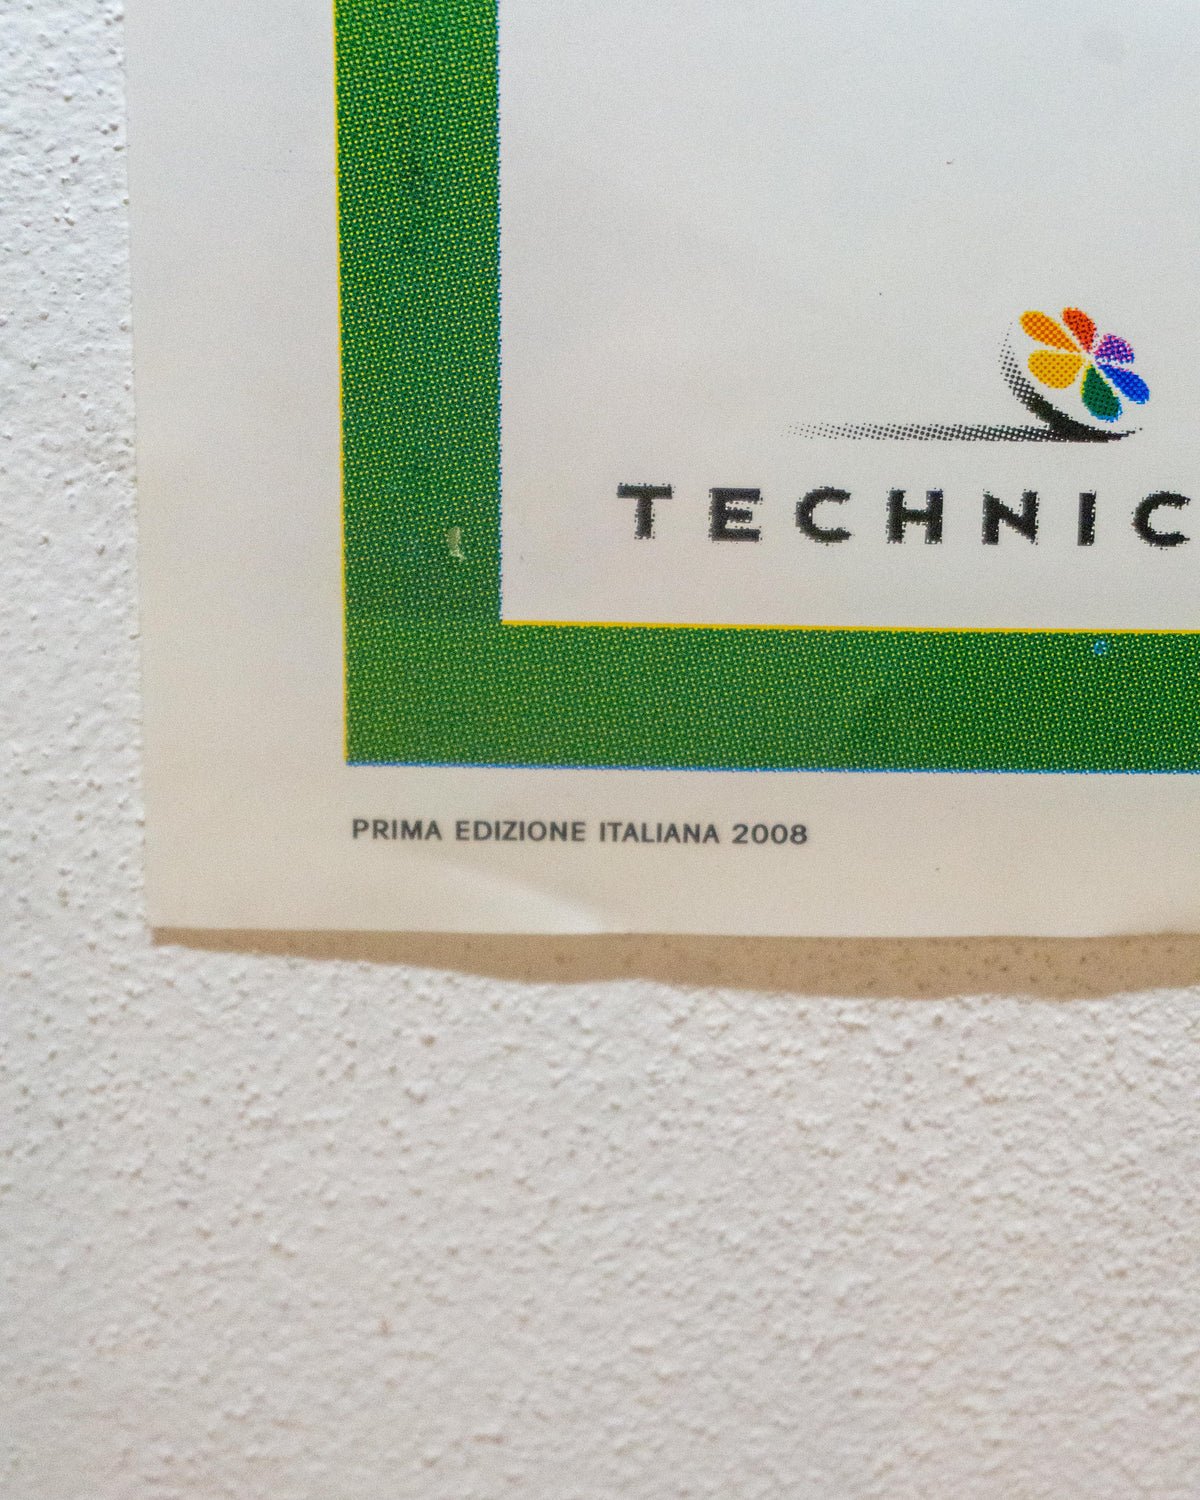 TECHNIC
PRIMA EDIZIONE ITALIANA 2008